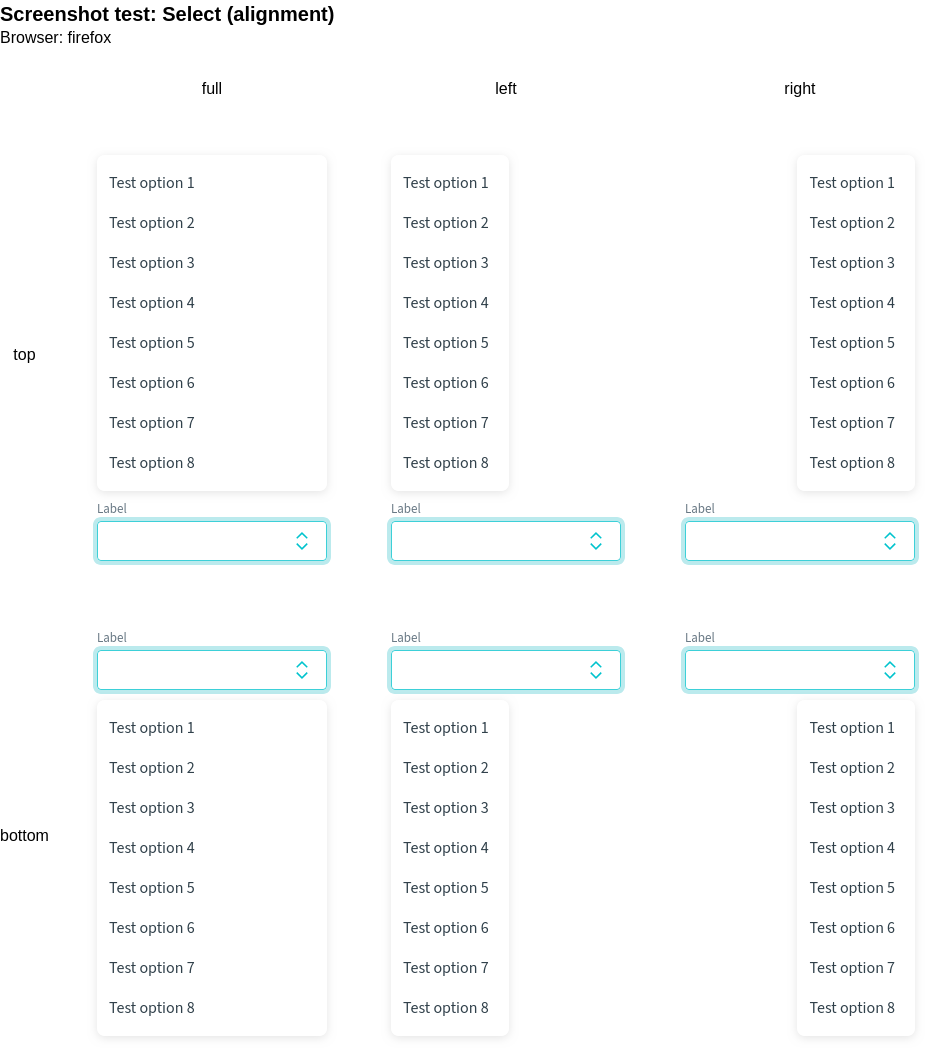 Screenshot test: Select (alignment)
Browser: firefox
full left right
Test option 1 Test option 1 Test option 1
Test option 2 Test option 2 Test option 2
Test option 3 Test option 3 Test option 3
Test option 4 Test option 4 Test option 4
Test option 5 Test option 5 Test option 5
top
Test option 6 Test option 6 Test option 6
Test option 7 Test option 7 Test option 7
Test option 8 Test option 8 Test option 8
Label Label Label
Label Label Label
Test option 1 Test option 1 Test option 1
Test option 2 Test option 2 Test option 2
Test option 3 Test option 3 Test option 3
bottom
Test option 4 Test option 4 Test option 4
Test option 5 Test option 5 Test option 5
Test option 6 Test option 6 Test option 6
Test option 7 Test option 7 Test option 7
Test option 8 Test option 8 Test option 8